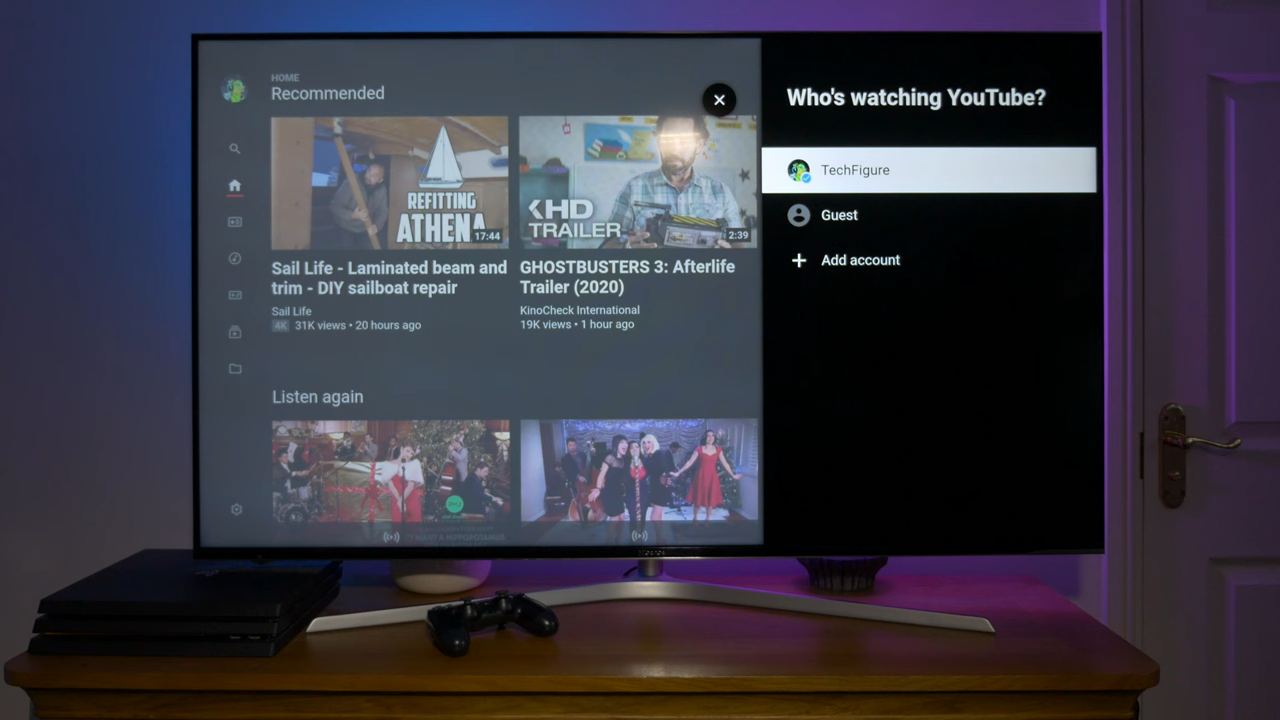 HOME
Recommended
REFITTING
ATHENA
17:44
KHD
TRAILER
2:39
Sail Life - Laminated beam and
trim - DIY sailboat repair
Sail Life
4K 31K views • 20 hours ago
GHOSTBUSTERS 3: Afterlife
Trailer (2020)
KinoCheck International
19K views • 1 hour ago
Listen again
Who's watching YouTube?
TechFigure
Guest
Add account